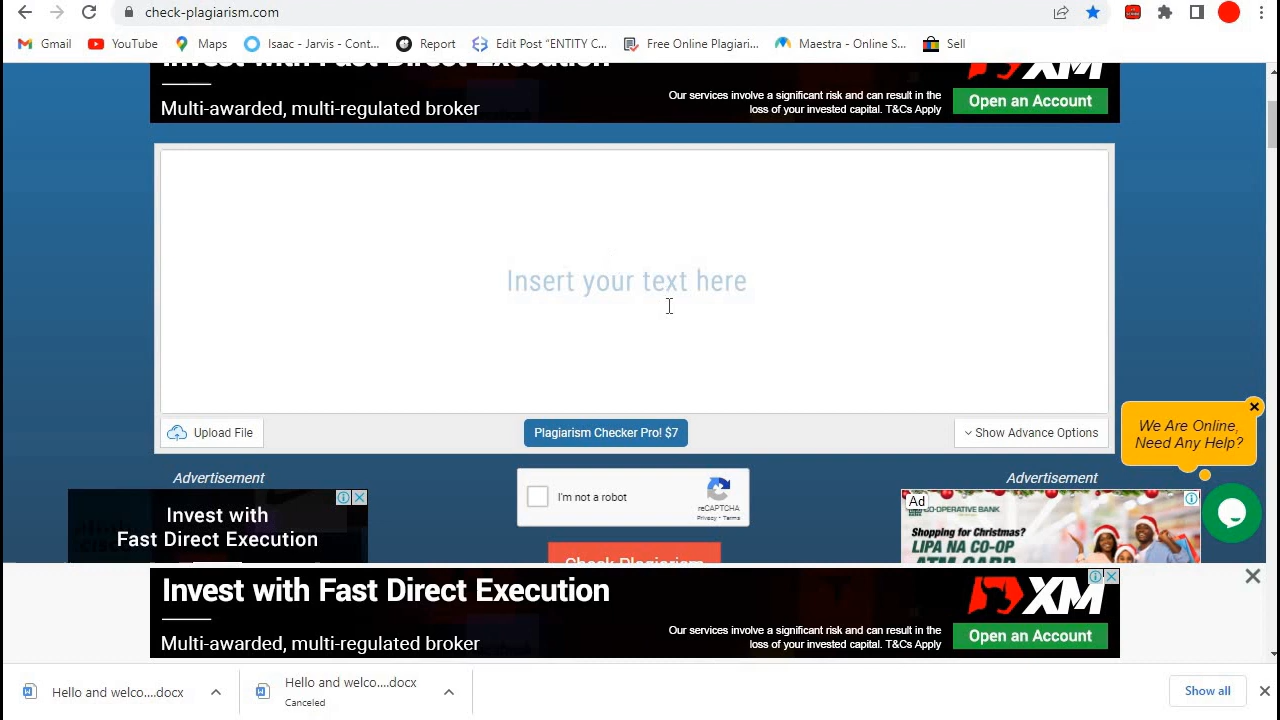 check-plagiarism.com
Gmail
YouTube
Maps
Isaac - Jarvis - Cont...
Report
Edit Post “ENTITY C...
Free Online Plagiari...
Maestra - Online S...
Sell
Invest with Fast Direct Execution
Multi-awarded, multi-regulated broker
Our services involve a significant risk and can result in the
loss of your invested capital. T&Cs Apply
XM
Open an Account
Insert your text here
Upload File
Plagiarism Checker Pro! $7
Show Advance Options
We Are Online,
Need Any Help?
Advertisement
Invest with
Fast Direct Execution
I'm not a robot
reCAPTCHA
Privacy - Terms
Check Plagiarism
Advertisement
Ad
CO-OPERATIVE BANK
Shopping for Christmas?
LIPA NA CO-OP
ATM CARD
Invest with Fast Direct Execution
Multi-awarded, multi-regulated broker
Our services involve a significant risk and can result in the
loss of your invested capital. T&Cs Apply
XM
Open an Account
Hello and welco....docx
Hello and welco....docx
Canceled
Show all